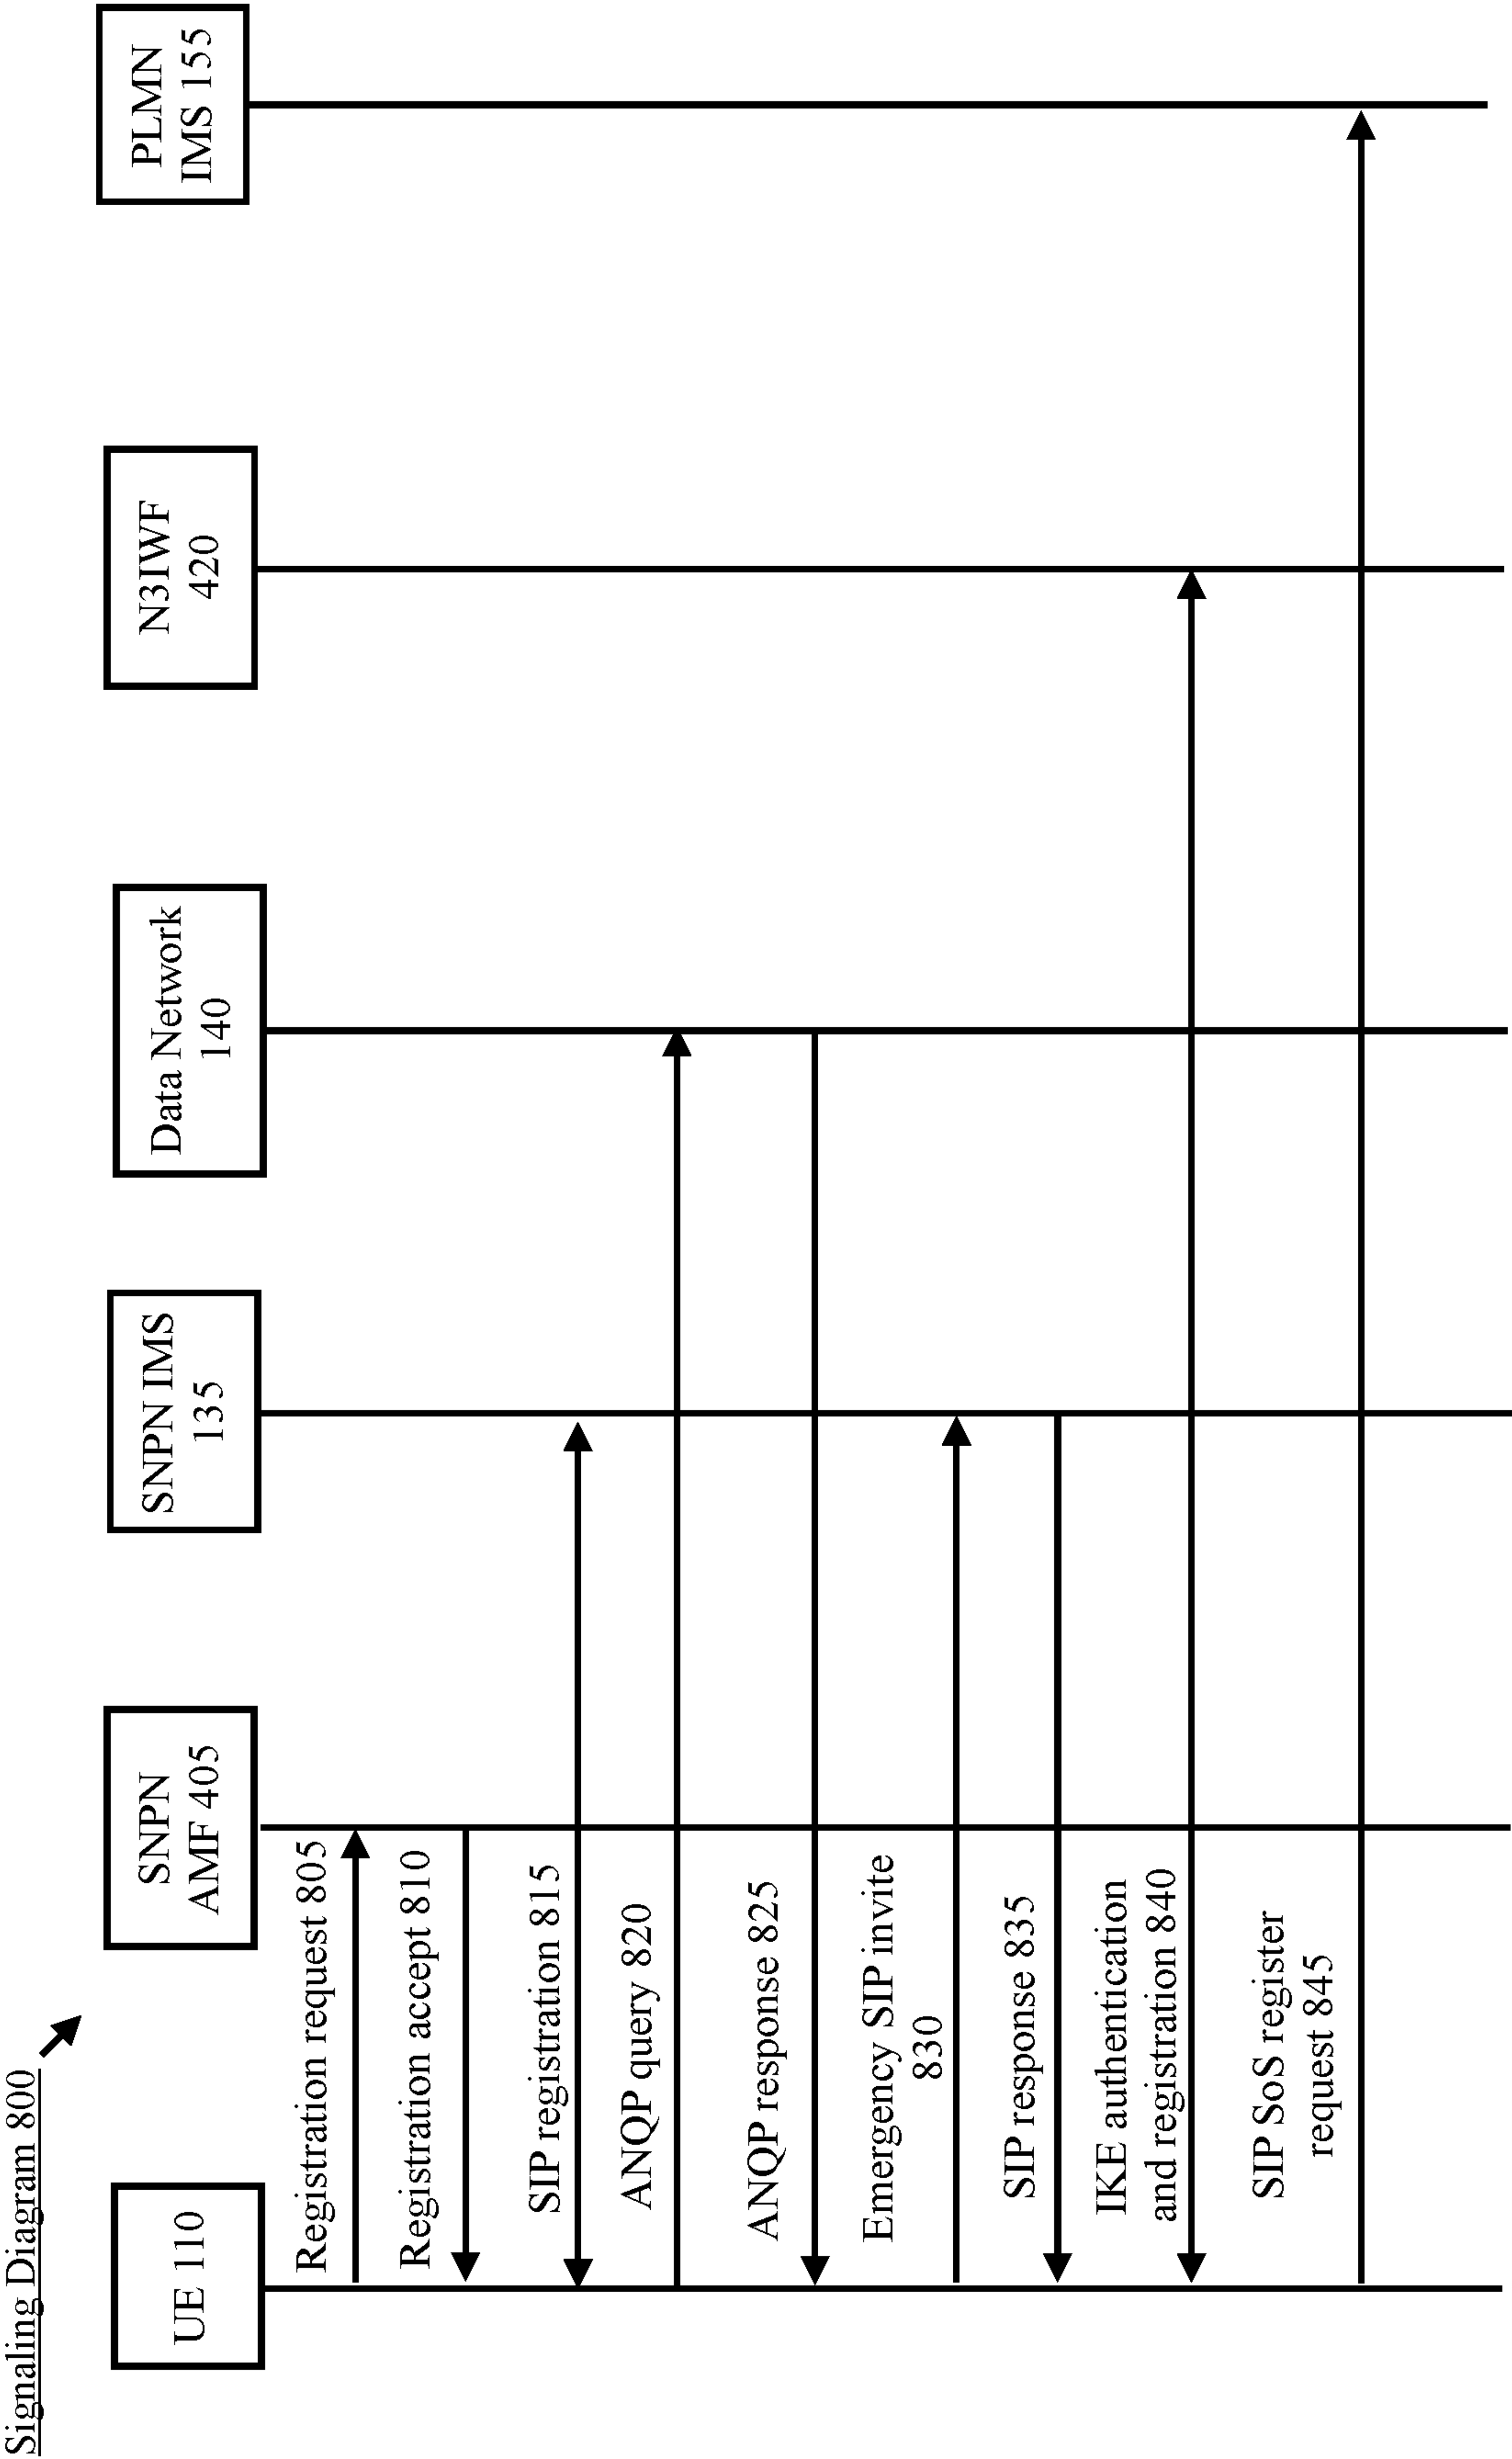 Signaling Diagram 800
UE 110
SNPN
AMF 405
SNPN IMS
135
Data Network
140
N3IWF
420
PLMN
IMS 155
Registration request 805
Registration accept 810
SIP registration 815
ANQP query 820
ANQP response 825
Emergency SIP invite
830
SIP response 835
IKE authentication
and registration 840
SIP SoS register
request 845